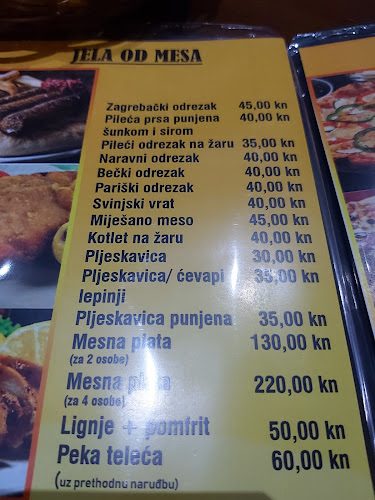 JELA OD MESA
Zagrebački odrezak 45,00 kn
Pileća prsa punjena 40,00 kn
šunkom i sirom
Pileći odrezak na žaru 35,00 kn
Naravni odrezak 40,00 kn
Bečki odrezak 40,00 kn
Pariški odrezak 40,00 kn
Svinjski vrat 40,00 kn
Miješano meso 45,00 kn
Kotlet na žaru 40,00 kn
Pljeskavica 30,00 kn
Pljeskavica/ ćevapi 35,00 kn
lepinji
Pljeskavica punjena 35,00 kn
Mesna plata 130,00 kn
(za 2 osobe)
Mesna plata 220,00 kn
(za 4 osobe)
Lignje + pomfrit 50,00 kn
Peka teleća 60,00 kn
(uz prethodnu narudbu)